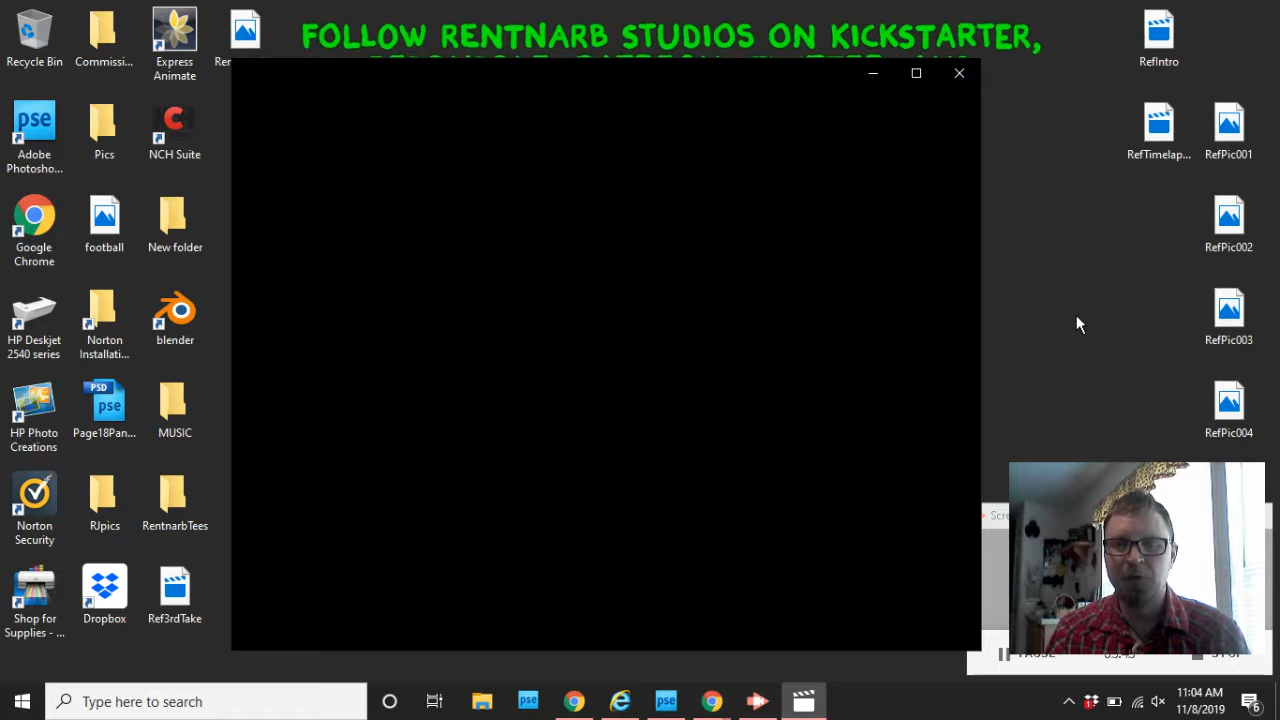 FOLLOW RENTNARB STUDIOS ON KICKSTARTER,
Recycle Bin
Commissi...
Express
Animate
RefIntro
Adobe
Photosho...
Pics
NCH Suite
RefTimelap...
RefPic001
Google
Chrome
football
New folder
RefPic002
HP Deskjet
2540 series
Norton
Installati...
blender
RefPic003
HP Photo
Creations
PSD
pse
Page18Pan...
MUSIC
RefPic004
Norton
Security
RJpics
RentnarbTees
Shop for
Supplies - ...
Dropbox
Ref3rdTake
Type here to search
11:04 AM
11/8/2019